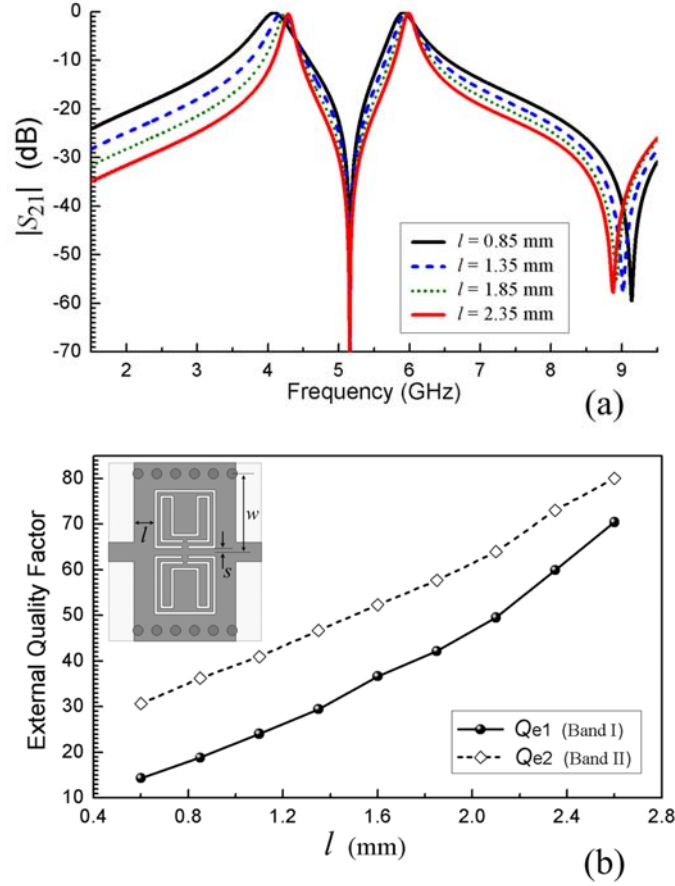 0
-10
-20
-30
-40
-50
-60
-70
|S21| (dB)
l = 0.85 mm
l = 1.35 mm
l = 1.85 mm
l = 2.35 mm
2 3 4 5 6 7 8 9
Frequency (GHz)
(a)
80
70
60
50
40
30
20
10
External Quality Factor
l
w
s
Qe1 (Band I)
Qe2 (Band II)
0.4 0.8 1.2 1.6 2.0 2.4 2.8
l (mm)
(b)